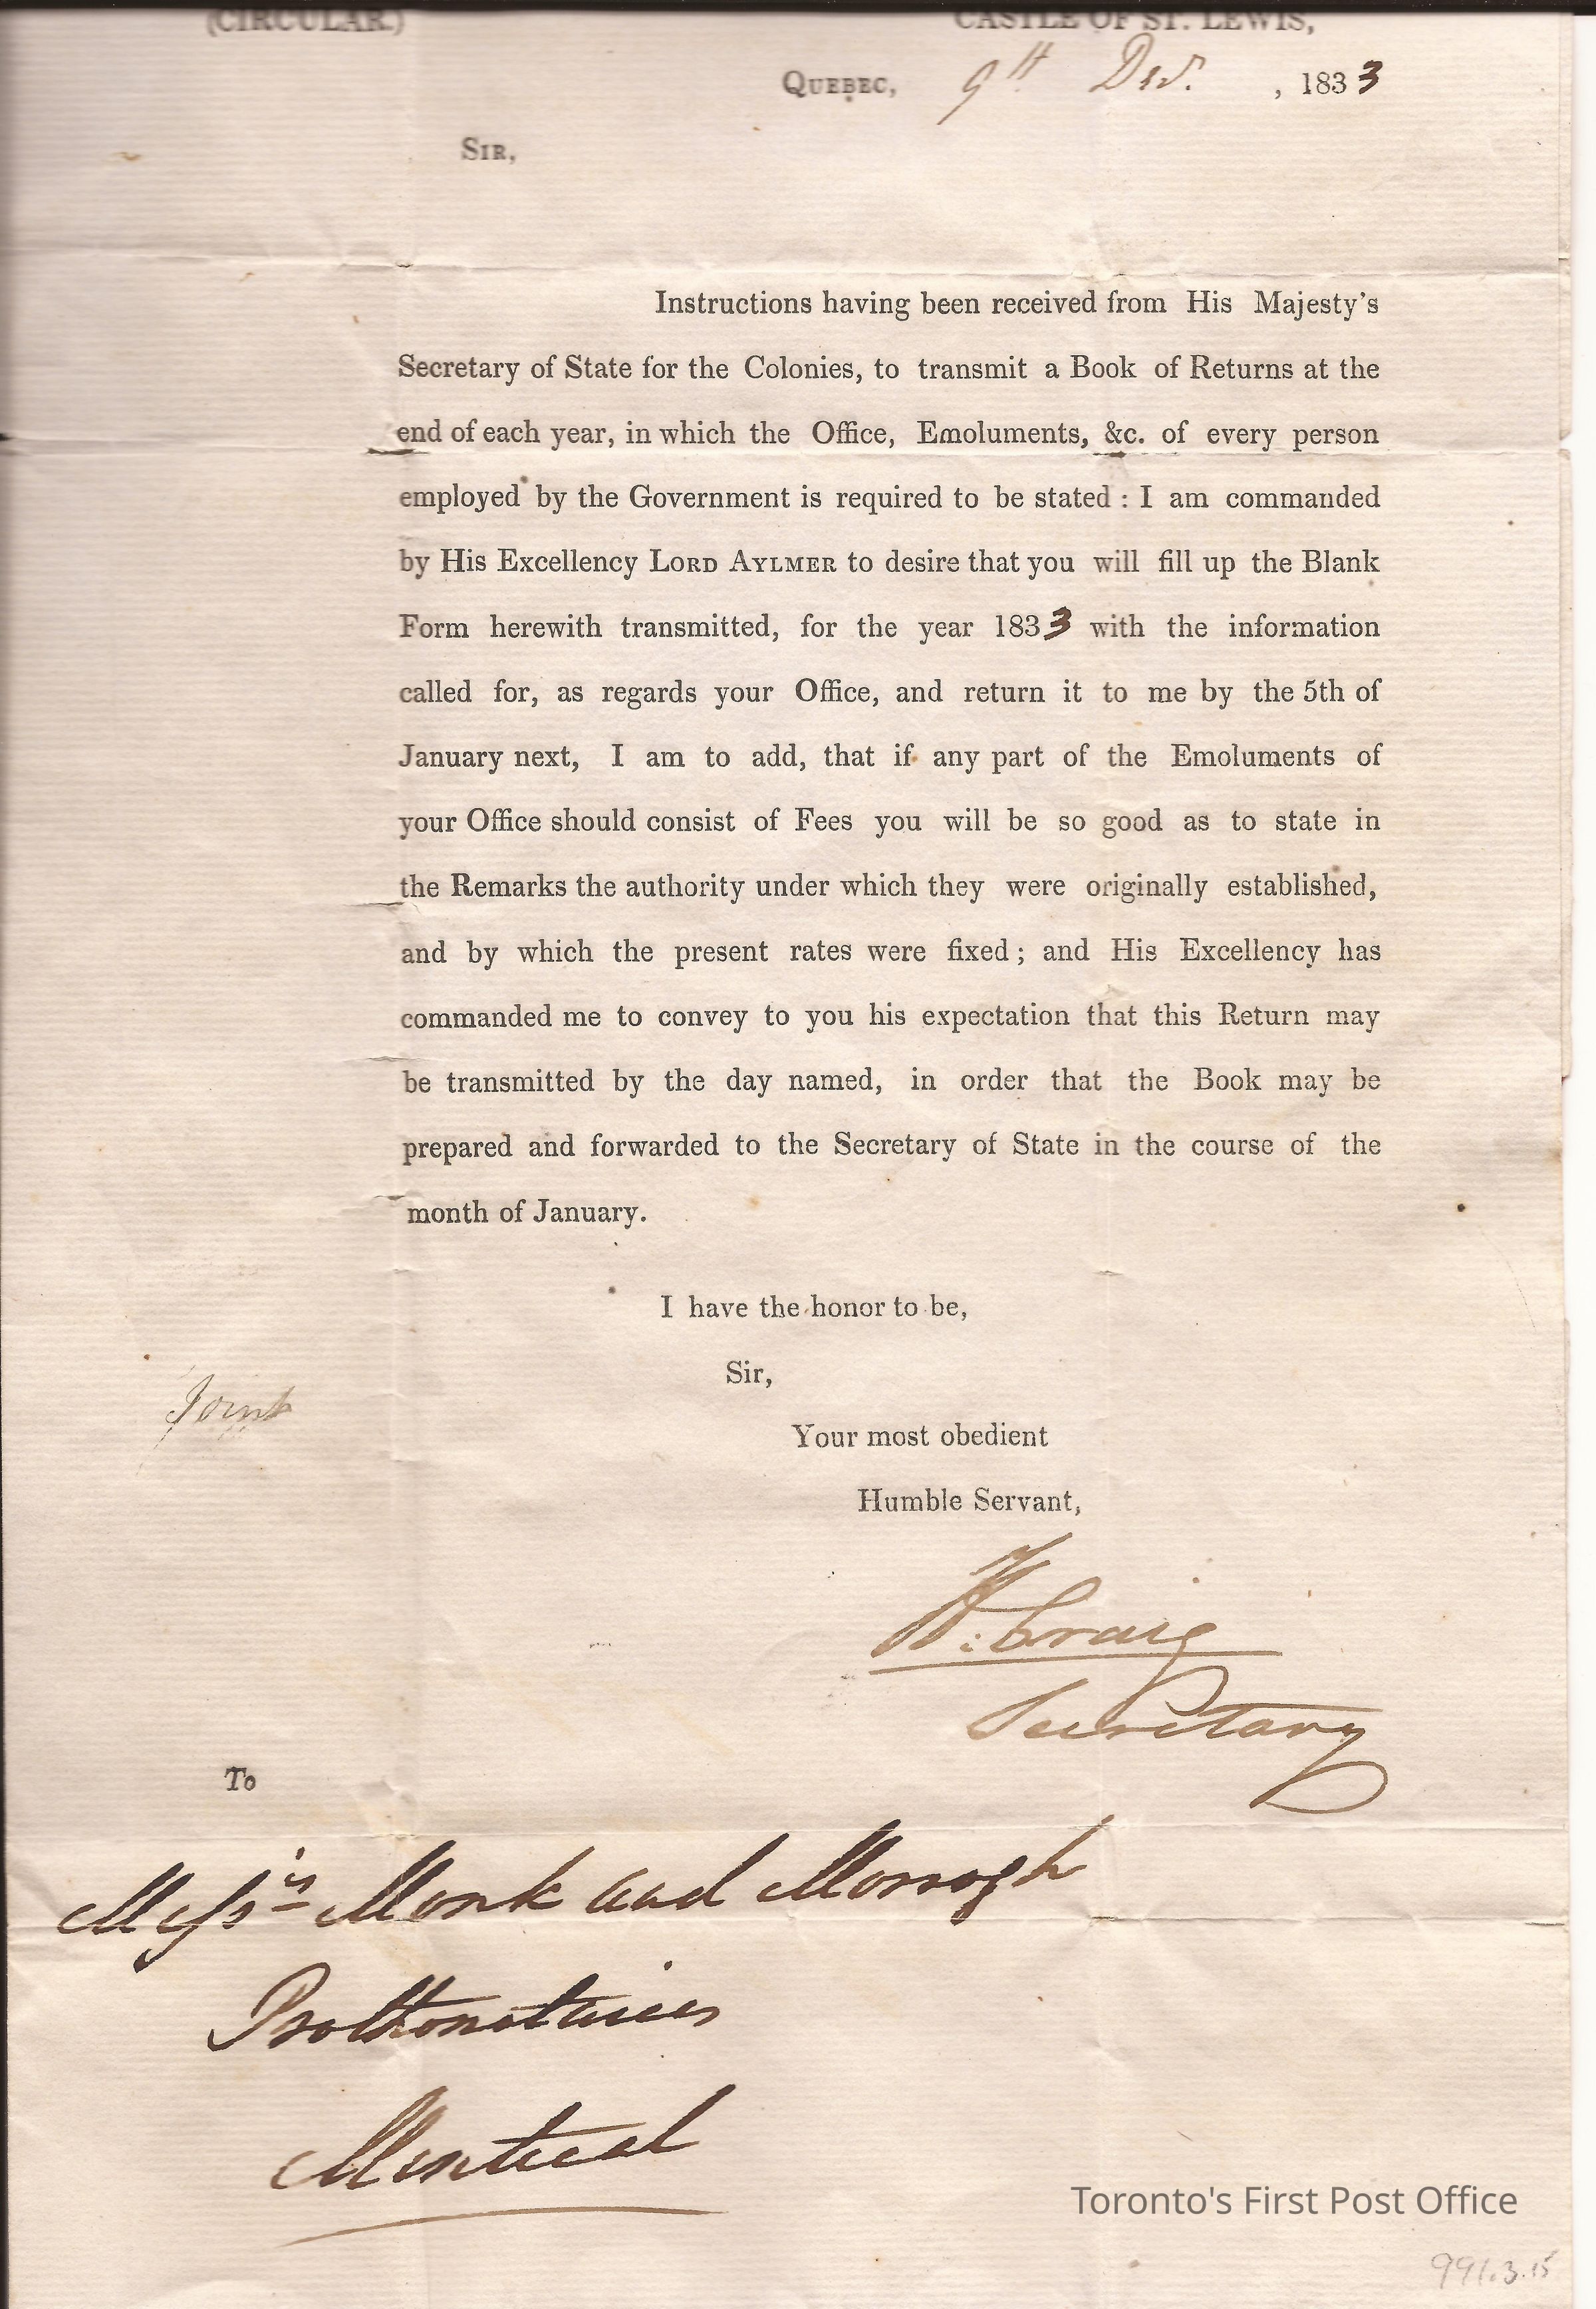 (CIRCULAR.)
CASTLE OF ST. LEWIS,
QUEBEC, 9th Decr. , 1833
SIR,
Instructions having been received from His Majesty's
Secretary of State for the Colonies, to transmit a Book of Returns at the
end of each year, in which the Office, Emoluments, &c. of every person
employed by the Government is required to be stated : I am commanded
by His Excellency LORD AYLMER to desire that you will fill up the Blank
Form herewith transmitted, for the year 1833 with the information
called for, as regards your Office, and return it to me by the 5th of
January next, I am to add, that if any part of the Emoluments of
your Office should consist of Fees you will be so good as to state in
the Remarks the authority under which they were originally established,
and by which the present rates were fixed ; and His Excellency has
commanded me to convey to you his expectation that this Return may
be transmitted by the day named, in order that the Book may be
prepared and forwarded to the Secretary of State in the course of the
month of January.
I have the honor to be,
Sir,
Joint
Your most obedient
Humble Servant,
H: Craig
Secretary
To
Messrs Monk and Morrogh
Prothonotaries
Montreal
Toronto's First Post Office
991.3.15